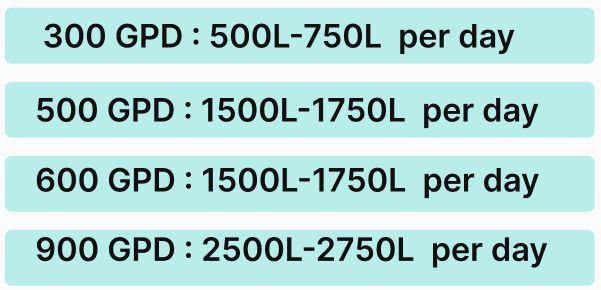 300 GPD : 500L-750L per day
500 GPD : 1500L-1750L per day
600 GPD : 1500L-1750L per day
900 GPD : 2500L-2750L per day